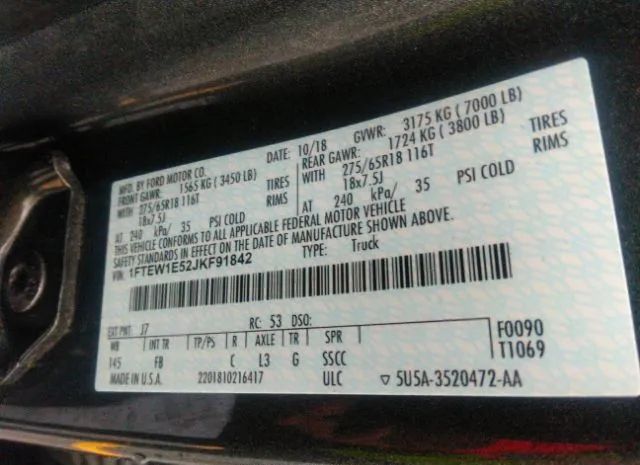 MFD. BY FORD MOTOR CO. DATE: 10/18 GVWR: 3175 KG ( 7000 LB)
FRONT GAWR: 1565 KG ( 3450 LB) REAR GAWR: 1724 KG ( 3800 LB)
WITH 275/65R18 116T TIRES WITH 275/65R18 116T TIRES
18x7.5J RIMS 18x7.5J RIMS
AT 240 kPa/ 35 PSI COLD AT 240 kPa/ 35 PSI COLD
THIS VEHICLE CONFORMS TO ALL APPLICABLE FEDERAL MOTOR VEHICLE
SAFETY STANDARDS IN EFFECT ON THE DATE OF MANUFACTURE SHOWN ABOVE.
VIN: 1FTEW1E52JKF91842 TYPE: Truck
EXT PNT: J7 RC: 53 DSO: F0090
WB INT TR TP/PS R AXLE TR SPR T1069
145 FB C L3 G SSCC
MADE IN U.S.A. 2201810216417 ULC ▽ 5U5A-3520472-AA